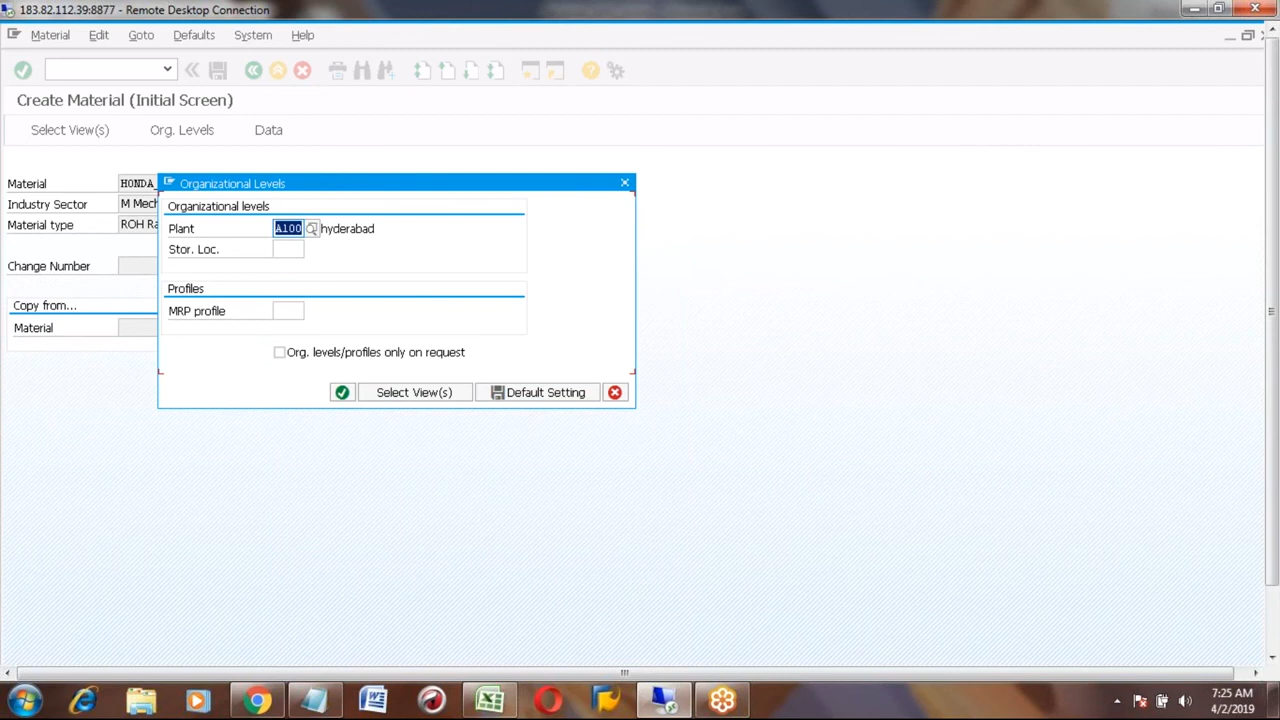 183.82.112.39:8877 - Remote Desktop Connection
Material Edit Goto Defaults System Help
Create Material (Initial Screen)
Select View(s) Org. Levels Data
Material HONDA_
Industry Sector M Mech
Material type ROH Ra
Change Number
Copy from...
Material
Organizational Levels
Organizational levels
Plant A100 hyderabad
Stor. Loc.
Profiles
MRP profile
Org. levels/profiles only on request
Select View(s) Default Setting
7:25 AM
4/2/2019